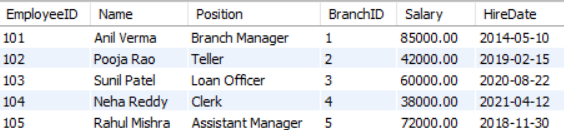 EmployeeID Name Position BranchID Salary HireDate
101 Anil Verma Branch Manager 1 85000.00 2014-05-10
102 Pooja Rao Teller 2 42000.00 2019-02-15
103 Sunil Patel Loan Officer 3 60000.00 2020-08-22
104 Neha Reddy Clerk 4 38000.00 2021-04-12
105 Rahul Mishra Assistant Manager 5 72000.00 2018-11-30